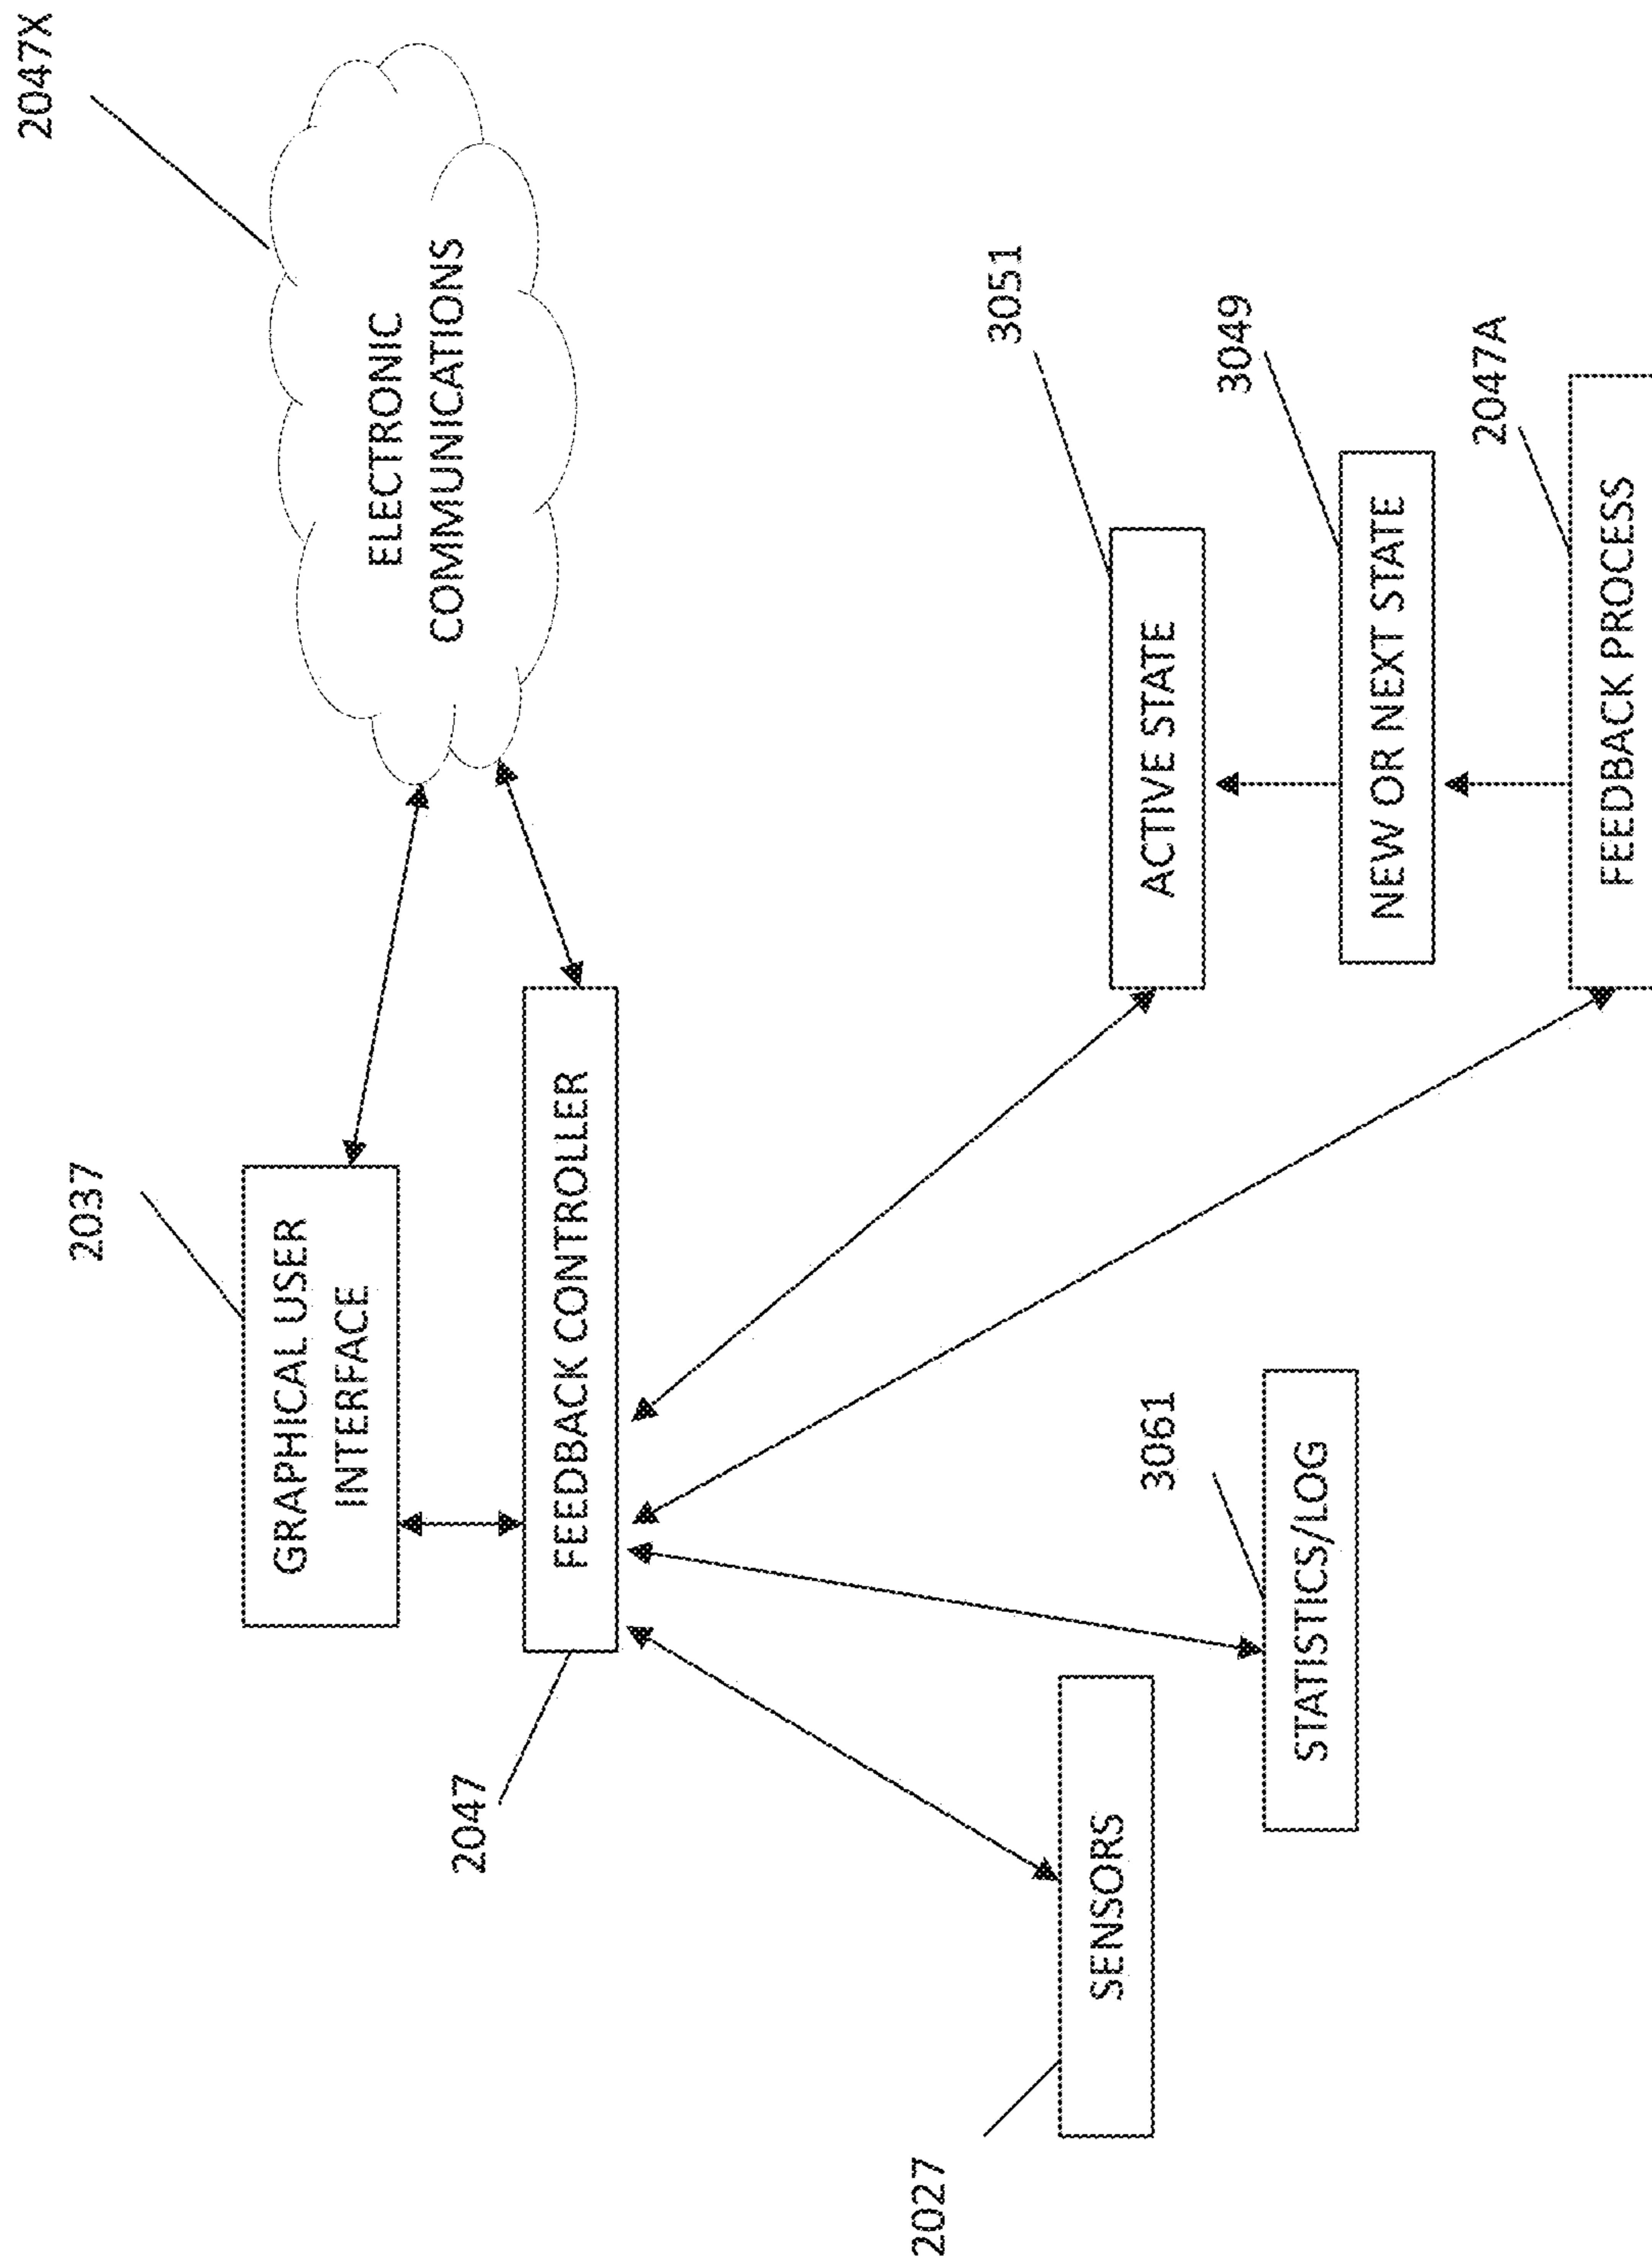 2047X
2037
GRAPHICAL USER
INTERFACE
ELECTRONIC
COMMUNICATIONS
2047
FEEDBACK CONTROLLER
2027
SENSORS
3061
STATISTICS/LOG
3051
ACTIVE STATE
3049
NEW OR NEXT STATE
2047A
FEEDBACK PROCESS